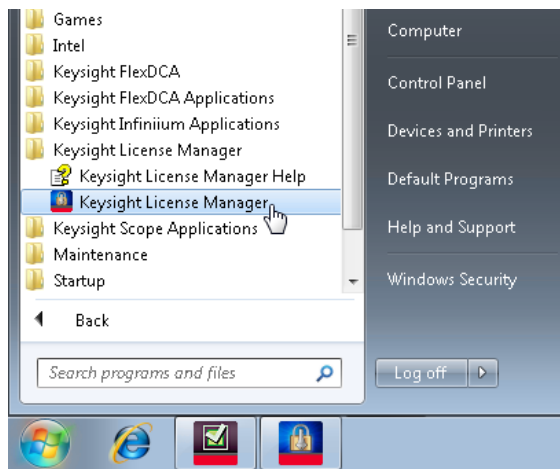 Games
Intel
Keysight FlexDCA
Keysight FlexDCA Applications
Keysight Infiniium Applications
Keysight License Manager
Keysight License Manager Help
Keysight License Manager
Keysight Scope Applications
Maintenance
Startup
Back
Search programs and files
Computer
Control Panel
Devices and Printers
Default Programs
Help and Support
Windows Security
Log off